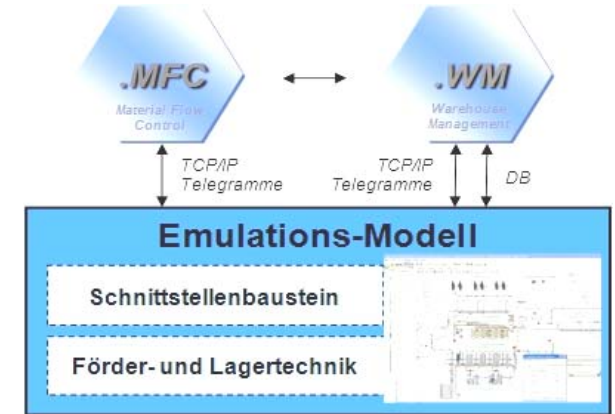 .MFC
Material Flow
Control
.WM
Warehouse
Management
TCP/IP
Telegramme
TCP/IP
Telegramme
DB
Emulations-Modell
Schnittstellenbaustein
Förder- und Lagertechnik